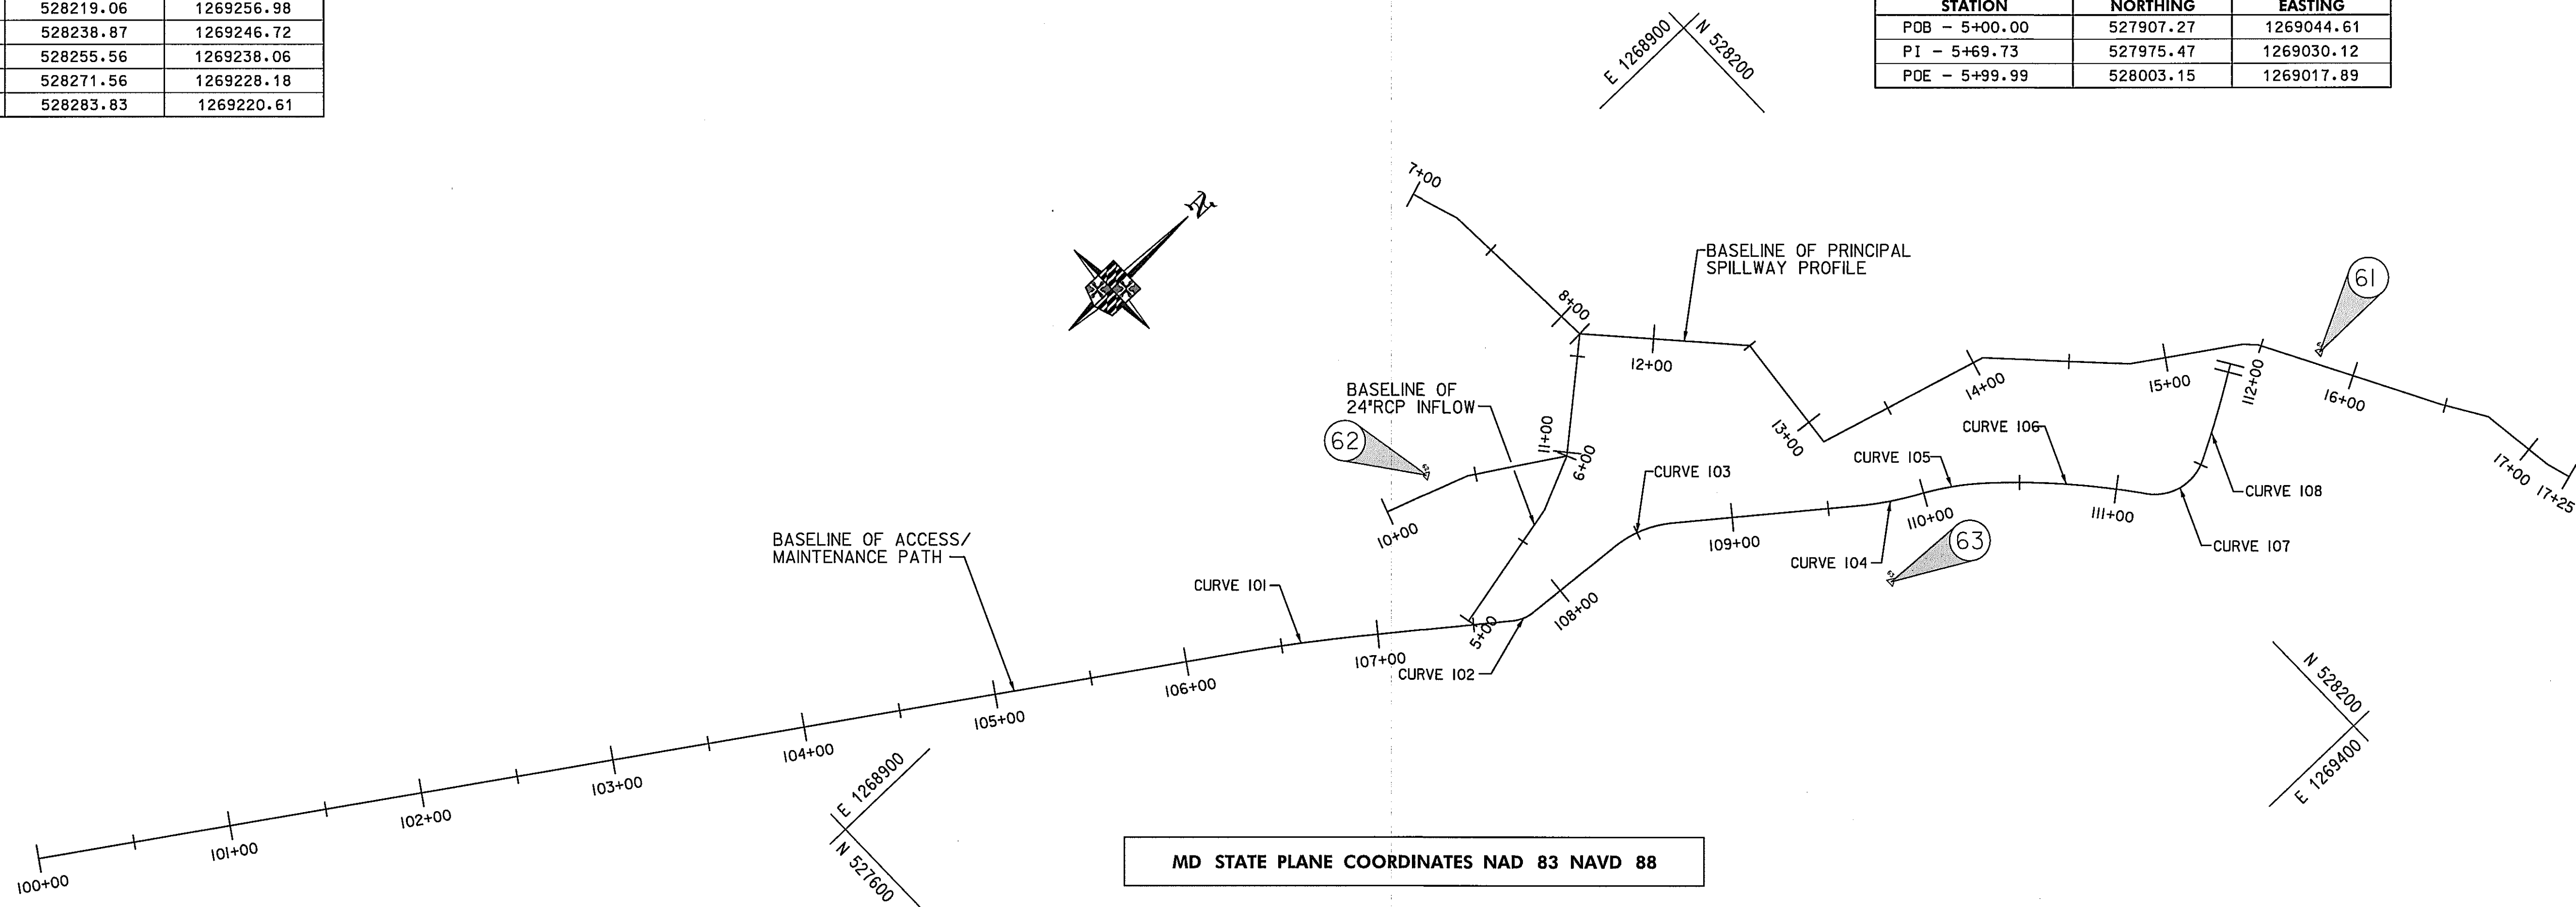 528219.06 1269256.98
528238.87 1269246.72
528255.56 1269238.06
528271.56 1269228.18
528283.83 1269220.61
STATION NORTHING EASTING
POB - 5+00.00 527907.27 1269044.61
PI - 5+69.73 527975.47 1269030.12
POE - 5+99.99 528003.15 1269017.89
E 1268900
N 528200
N
7+00
8+00
BASELINE OF PRINCIPAL
SPILLWAY PROFILE
12+00
61
14+00
15+00
112+00
16+00
BASELINE OF
24"RCP INFLOW
62
11+00
6+00
13+00
CURVE 106
CURVE 105
CURVE 103
17+00
17+25
CURVE 108
10+00
109+00
110+00
111+00
63
CURVE 107
CURVE 104
BASELINE OF ACCESS/
MAINTENANCE PATH
CURVE 101
108+00
5+00
107+00
CURVE 102
106+00
105+00
104+00
103+00
102+00
101+00
100+00
E 1268900
N 527600
N 528200
E 1269400
MD STATE PLANE COORDINATES NAD 83 NAVD 88